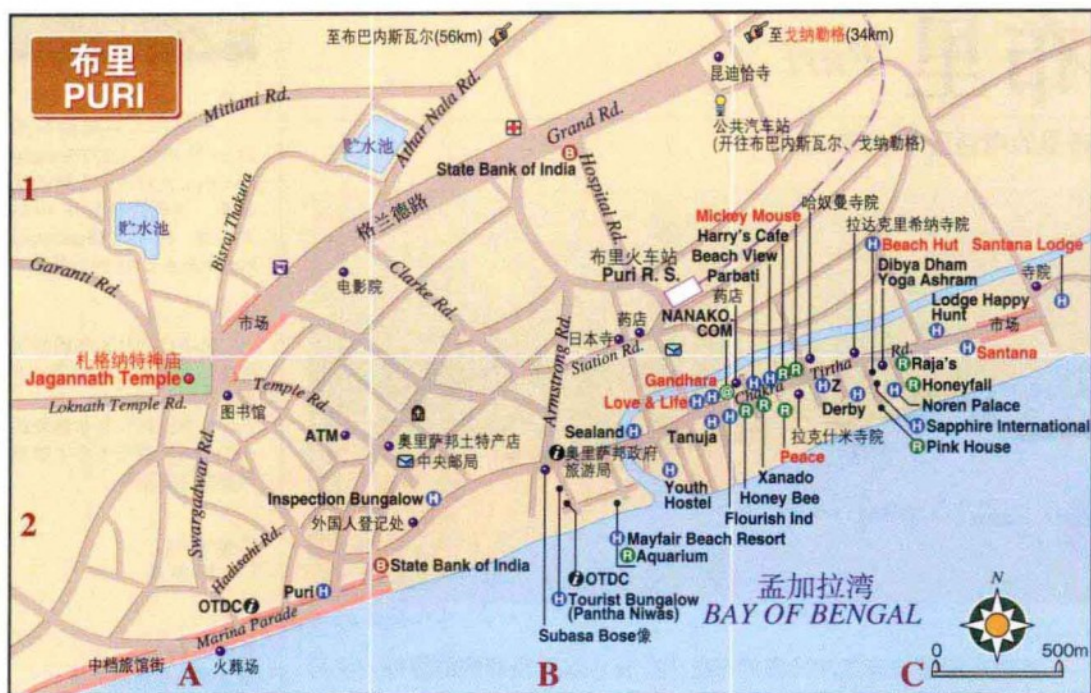 布里
PURI
至布巴内斯瓦尔(56km)
至戈纳勒格(34km)
昆迪恰寺
公共汽车站
(开往布巴内斯瓦尔、戈纳勒格)
Mitiani Rd.
贮水池
Athar Nala Rd.
Grand Rd.
B
State Bank of India
Hospital Rd.
1
贮水池
Bisraj Thakura
格兰德路
Garanti Rd.
电影院
Clarke Rd.
市场
布里火车站
Puri R. S.
哈奴曼寺院
Mickey Mouse
Harry's Cafe
Beach View
Parbati
药店
NANAKO.
COM
拉达克里希纳寺院
H
Beach Hut
Santana Lodge
Dibya Dham
Yoga Ashram
寺院
Lodge Happy
Hunt
市场
Santana
药店
日本寺
Station Rd.
Armstrong Rd.
札格纳特神庙
Jagannath Temple
Loknath Temple Rd.
Temple Rd.
图书馆
ATM
奥里萨邦土特产店
中央邮局
Gandhara
Love & Life
Chakra
Tirtha
Rd.
Z
Derby
Raja's
Honeyfall
Noren Palace
Sapphire International
Pink House
Sealand
Tanuja
拉克什米寺院
Peace
奥里萨邦政府
旅游局
Youth
Hostel
Xanado
Honey Bee
Flourish Ind
2
Swargadwar Rd.
Inspection Bungalow
外国人登记处
Hadisahi Rd.
Mayfair Beach Resort
Aquarium
State Bank of India
Puri
OTDC
OTDC
Tourist Bungalow
(Pantha Niwas)
Subasa Bose像
Marina Parade
中档旅馆街
火葬场
孟加拉湾
BAY OF BENGAL
N
0
500m
A
B
C